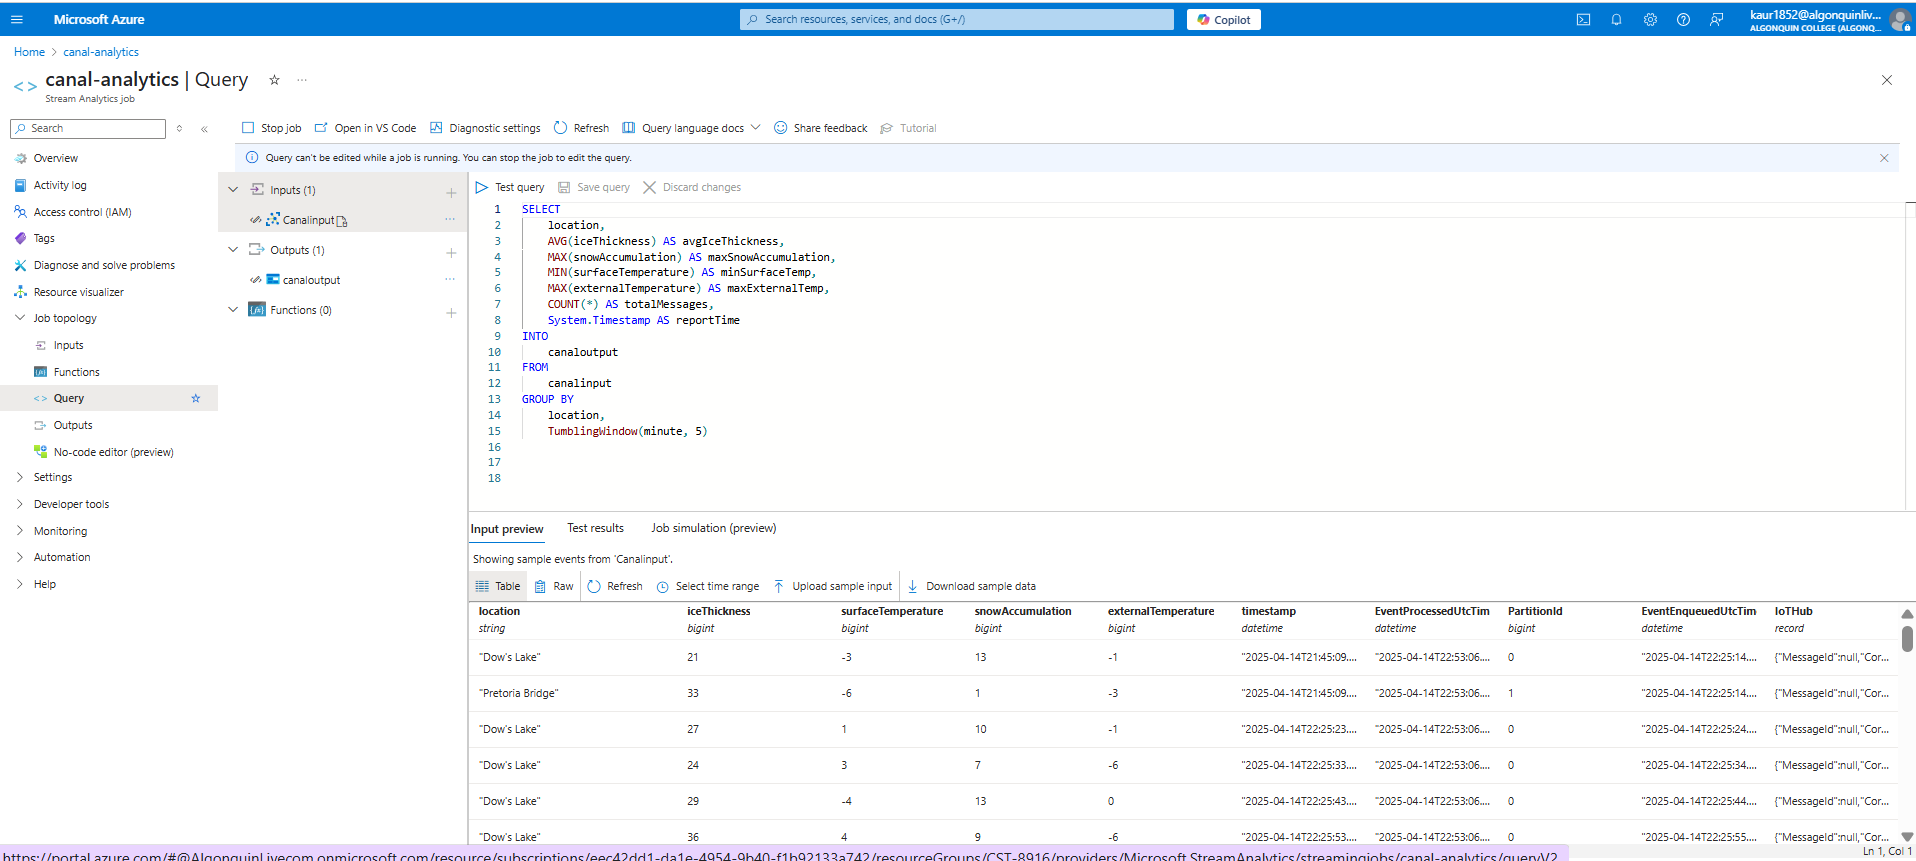 Microsoft Azure
Search resources, services, and docs (G+/)
Copilot
kaur1852@algonquinliv...
ALGONQUIN COLLEGE (ALGONQ...
Home > canal-analytics
canal-analytics | Query
Stream Analytics job
Search
Overview
Activity log
Access control (IAM)
Tags
Diagnose and solve problems
Resource visualizer
Job topology
Inputs
Functions
Query
Outputs
No-code editor (preview)
Settings
Developer tools
Monitoring
Automation
Help
Stop job Open in VS Code Diagnostic settings Refresh Query language docs Share feedback Tutorial
Query can't be edited while a job is running. You can stop the job to edit the query.
Inputs (1)
Canalinput
Outputs (1)
canaloutput
Functions (0)
Test query Save query Discard changes
1 SELECT
2 location,
3 AVG(iceThickness) AS avgIceThickness,
4 MAX(snowAccumulation) AS maxSnowAccumulation,
5 MIN(surfaceTemperature) AS minSurfaceTemp,
6 MAX(externalTemperature) AS maxExternalTemp,
7 COUNT(*) AS totalMessages,
8 System.Timestamp AS reportTime
9 INTO
10 canaloutput
11 FROM
12 canalinput
13 GROUP BY
14 location,
15 TumblingWindow(minute, 5)
16
17
18
Input preview Test results Job simulation (preview)
Showing sample events from 'Canalinput'.
Table Raw Refresh Select time range Upload sample input Download sample data
location iceThickness surfaceTemperature snowAccumulation externalTemperature timestamp EventProcessedUtcTim PartitionId EventEnqueuedUtcTim IoTHub
string bigint bigint bigint bigint datetime datetime bigint datetime record
"Dow's Lake" 21 -3 13 -1 "2025-04-14T21:45:09.... "2025-04-14T22:53:06.... 0 "2025-04-14T22:25:14.... {"MessageId":null,"Cor...
"Pretoria Bridge" 33 -6 1 -3 "2025-04-14T21:45:09.... "2025-04-14T22:53:06.... 1 "2025-04-14T22:25:14.... {"MessageId":null,"Cor...
"Dow's Lake" 27 1 10 -1 "2025-04-14T22:25:23.... "2025-04-14T22:53:06.... 0 "2025-04-14T22:25:24.... {"MessageId":null,"Cor...
"Dow's Lake" 24 3 7 -6 "2025-04-14T22:25:33.... "2025-04-14T22:53:06.... 0 "2025-04-14T22:25:34.... {"MessageId":null,"Cor...
"Dow's Lake" 29 -4 13 0 "2025-04-14T22:25:43.... "2025-04-14T22:53:06.... 0 "2025-04-14T22:25:44.... {"MessageId":null,"Cor...
"Dow's Lake" 36 4 9 -6 "2025-04-14T22:25:53.... "2025-04-14T22:53:06.... 0 "2025-04-14T22:25:55.... {"MessageId":null,"Cor...
Ln 1, Col 1
https://portal.azure.com/#@AlgonquinLivecom.onmicrosoft.com/resource/subscriptions/eec42dd1-da1e-4954-9b40-f1b92133a742/resourceGroups/CST-8916/providers/Microsoft.StreamAnalytics/streamingjobs/canal-analytics/queryV2